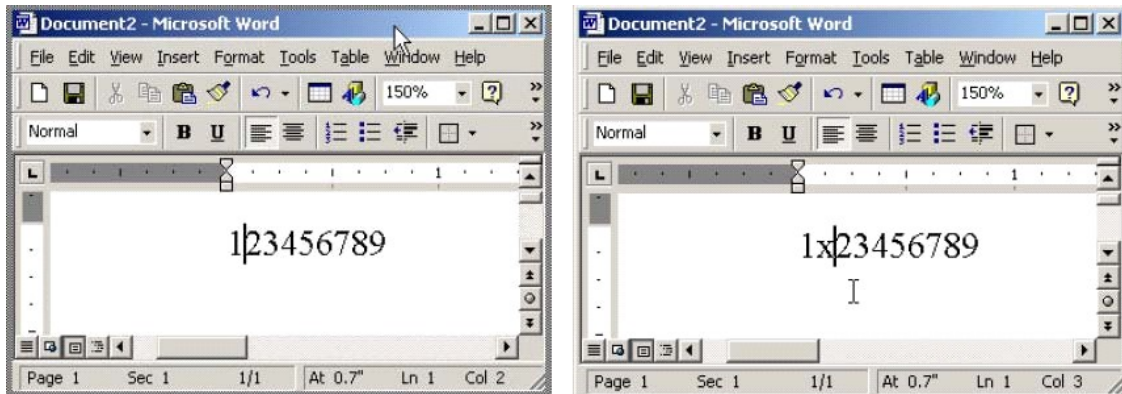 Document2 - Microsoft Word
File Edit View Insert Format Tools Table Window Help
150%
Normal B U
1
123456789
Page 1 Sec 1 1/1 At 0.7" Ln 1 Col 2
Document2 - Microsoft Word
File Edit View Insert Format Tools Table Window Help
150%
Normal B U
1
1x23456789
Page 1 Sec 1 1/1 At 0.7" Ln 1 Col 3